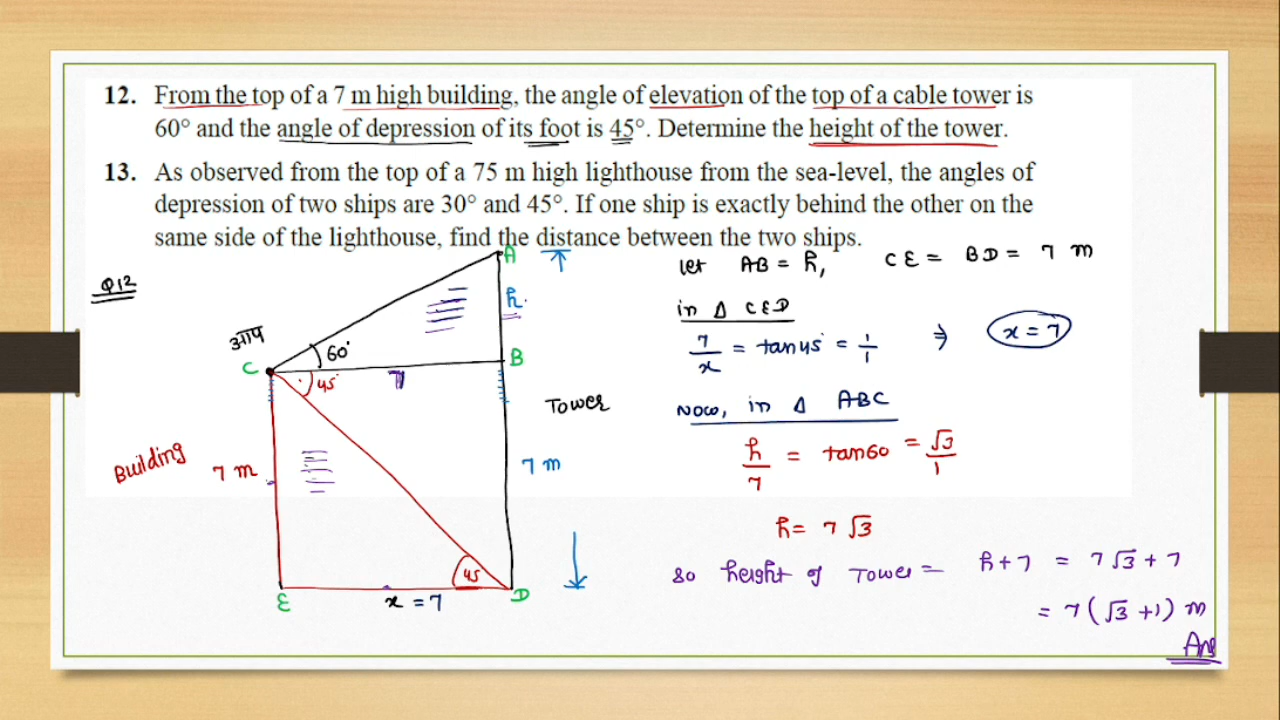 12. From the top of a 7 m high building, the angle of elevation of the top of a cable tower is
60° and the angle of depression of its foot is 45°. Determine the height of the tower.
13. As observed from the top of a 75 m high lighthouse from the sea-level, the angles of
depression of two ships are 30° and 45°. If one ship is exactly behind the other on the
same side of the lighthouse, find the distance between the two ships.
Q12
A
h
आप
C
60°
B
45°
7
Tower
Building
7 m
7 m
45
E
x = 7
D
let AB = h, CE = BD = 7 m
in Δ CED
7/x = tan45° = 1/1 ⇒ x = 7
Now, in Δ ABC
h/7 = tan60 = √3/1
h = 7√3
so height of Tower = h + 7 = 7√3 + 7
= 7(√3 + 1) m
Ans